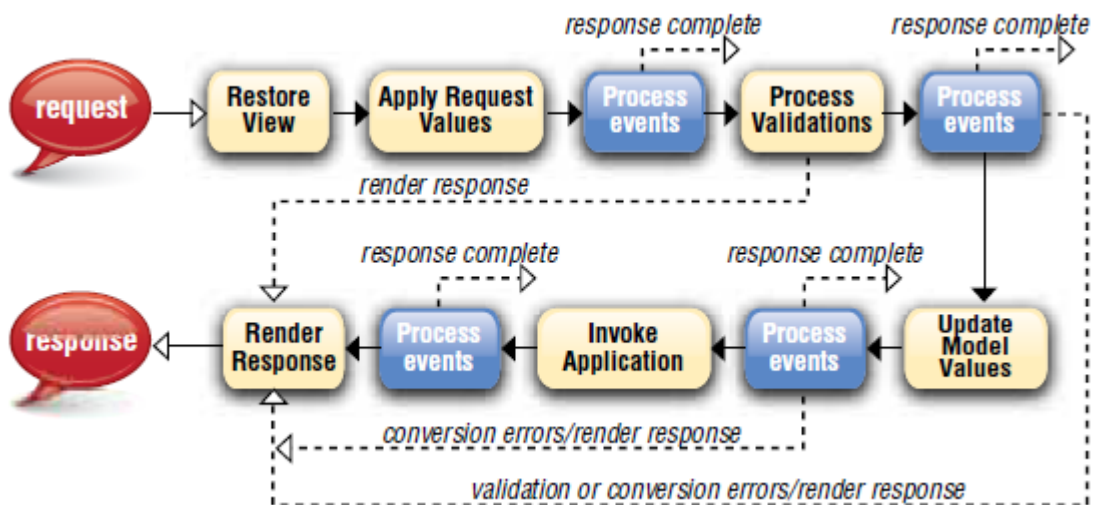 response complete
response complete
request
Restore
View
Apply Request
Values
Process
events
Process
Validations
Process
events
render response
response complete
response complete
response
Render
Response
Process
events
Invoke
Application
Process
events
Update
Model
Values
conversion errors/render response
validation or conversion errors/render response